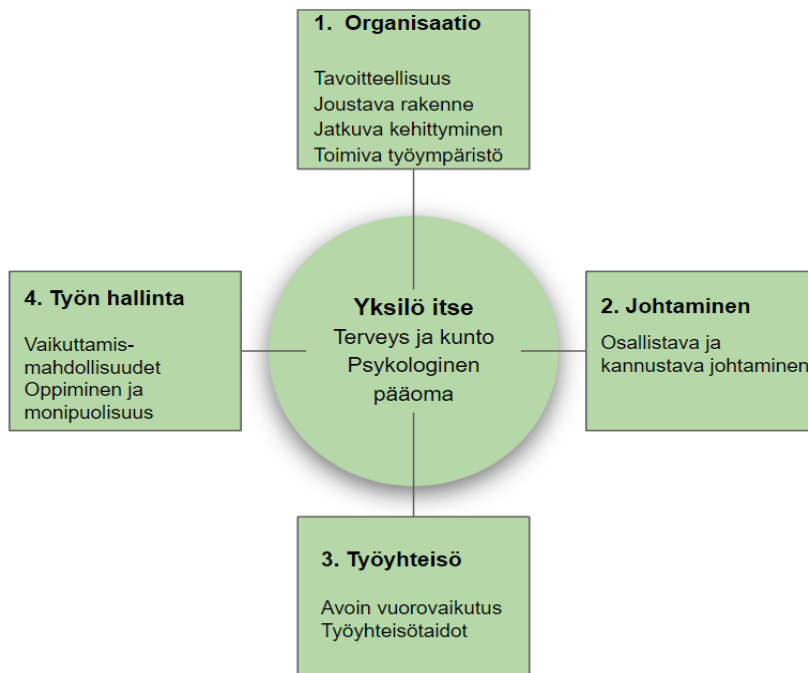 1. Organisaatio
Tavoitteellisuus
Joustava rakenne
Jatkuva kehittyminen
Toimiva työympäristö
4. Työn hallinta
Vaikuttamis-
mahdollisuudet
Oppiminen ja
monipuolisuus
Yksilö itse
Terveys ja kunto
Psykologinen
pääoma
2. Johtaminen
Osallistava ja
kannustava johtaminen
3. Työyhteisö
Avoin vuorovaikutus
Työyhteisötaidot